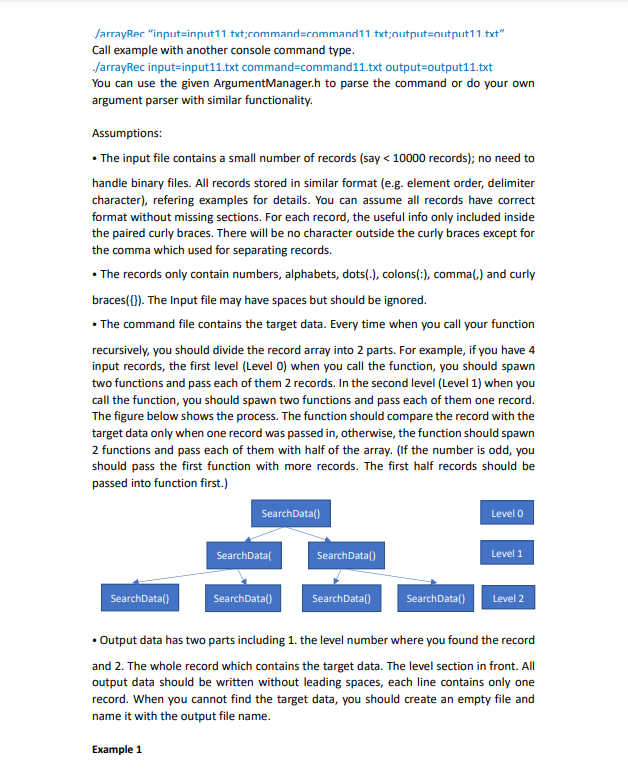 ./arrayRec "input=input11.txt;command=command11.txt;output=output11.txt"
Call example with another console command type.
./arrayRec input=input11.txt command=command11.txt output=output11.txt
You can use the given ArgumentManager.h to parse the command or do your own
argument parser with similar functionality.
Assumptions:
• The input file contains a small number of records (say < 10000 records); no need to
handle binary files. All records stored in similar format (e.g. element order, delimiter
character), refering examples for details. You can assume all records have correct
format without missing sections. For each record, the useful info only included inside
the paired curly braces. There will be no character outside the curly braces except for
the comma which used for separating records.
• The records only contain numbers, alphabets, dots(.), colons(:), comma(,) and curly
braces({}). The Input file may have spaces but should be ignored.
• The command file contains the target data. Every time when you call your function
recursively, you should divide the record array into 2 parts. For example, if you have 4
input records, the first level (Level 0) when you call the function, you should spawn
two functions and pass each of them 2 records. In the second level (Level 1) when you
call the function, you should spawn two functions and pass each of them one record.
The figure below shows the process. The function should compare the record with the
target data only when one record was passed in, otherwise, the function should spawn
2 functions and pass each of them with half of the array. (If the number is odd, you
should pass the first function with more records. The first half records should be
passed into function first.)
SearchData() Level 0
SearchData( SearchData() Level 1
SearchData() SearchData() SearchData() SearchData() Level 2
• Output data has two parts including 1. the level number where you found the record
and 2. The whole record which contains the target data. The level section in front. All
output data should be written without leading spaces, each line contains only one
record. When you cannot find the target data, you should create an empty file and
name it with the output file name.
Example 1